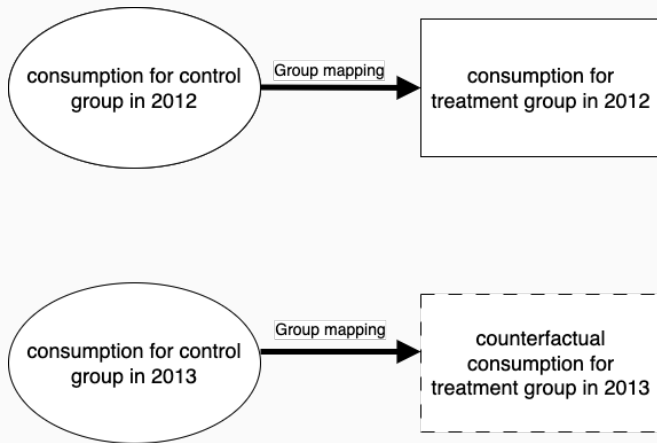 consumption for control
group in 2012
Group mapping
consumption for
treatment group in 2012
consumption for control
group in 2013
Group mapping
counterfactual
consumption for
treatment group in 2013